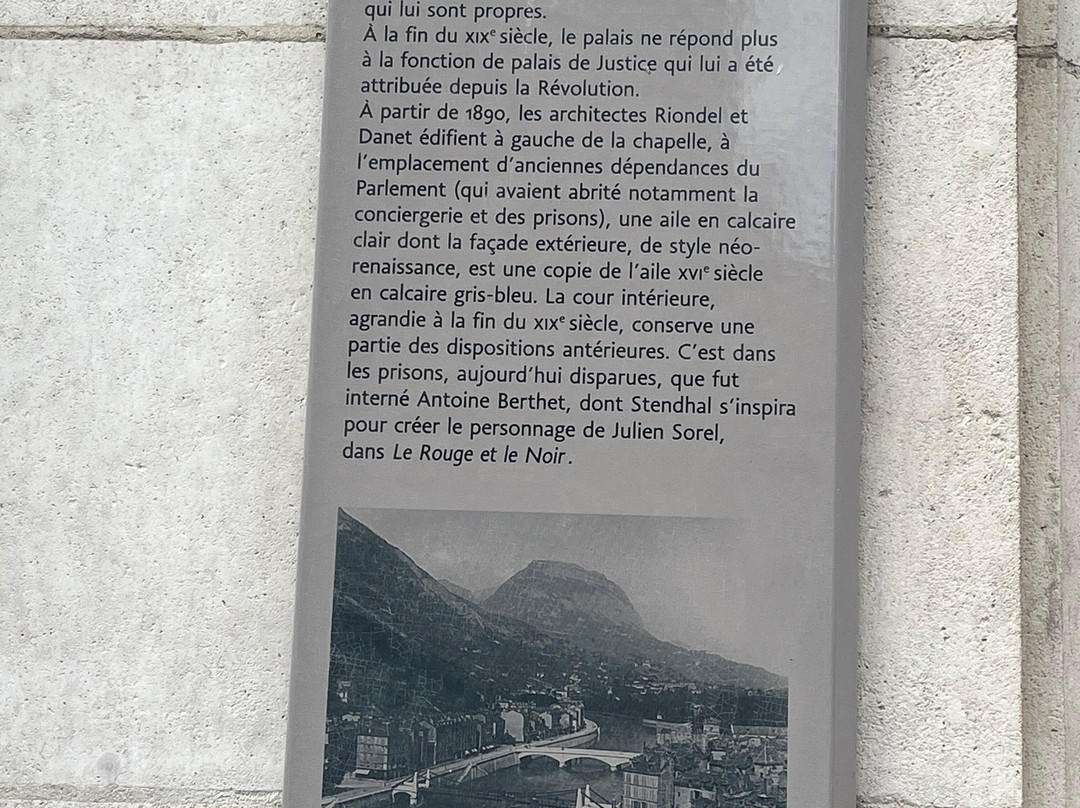 qui lui sont propres.
À la fin du XIXe siècle, le palais ne répond plus
à la fonction de palais de Justice qui lui a été
attribuée depuis la Révolution.
À partir de 1890, les architectes Riondel et
Danet édifient à gauche de la chapelle, à
l'emplacement d'anciennes dépendances du
Parlement (qui avaient abrité notamment la
conciergerie et des prisons), une aile en calcaire
clair dont la façade extérieure, de style néo-
renaissance, est une copie de l'aile XVIe siècle
en calcaire gris-bleu. La cour intérieure,
agrandie à la fin du XIXe siècle, conserve une
partie des dispositions antérieures. C'est dans
les prisons, aujourd'hui disparues, que fut
interné Antoine Berthet, dont Stendhal s'inspira
pour créer le personnage de Julien Sorel,
dans Le Rouge et le Noir.